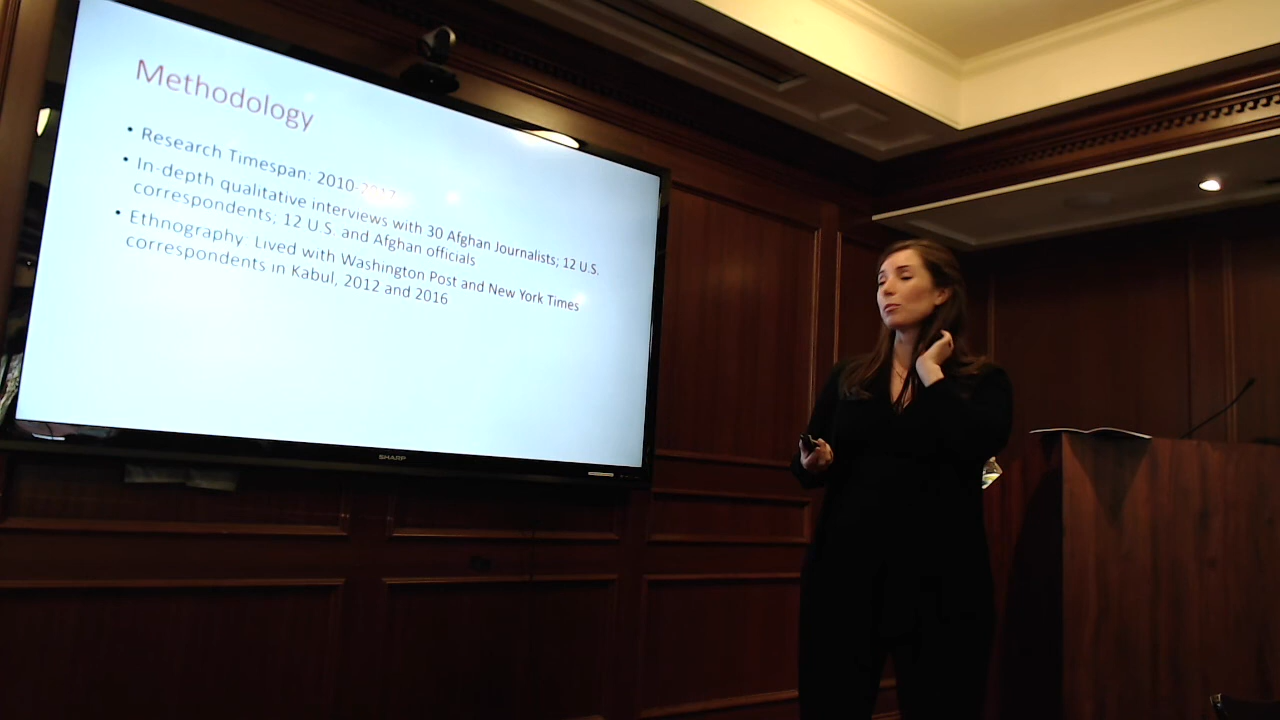 Methodology
• Research Timespan: 2010-2017
• In-depth qualitative interviews with 30 Afghan Journalists; 12 U.S.
correspondents; 12 U.S. and Afghan officials
• Ethnography Lived with Washington Post and New York Times
correspondents in Kabul, 2012 and 2016
SHARP